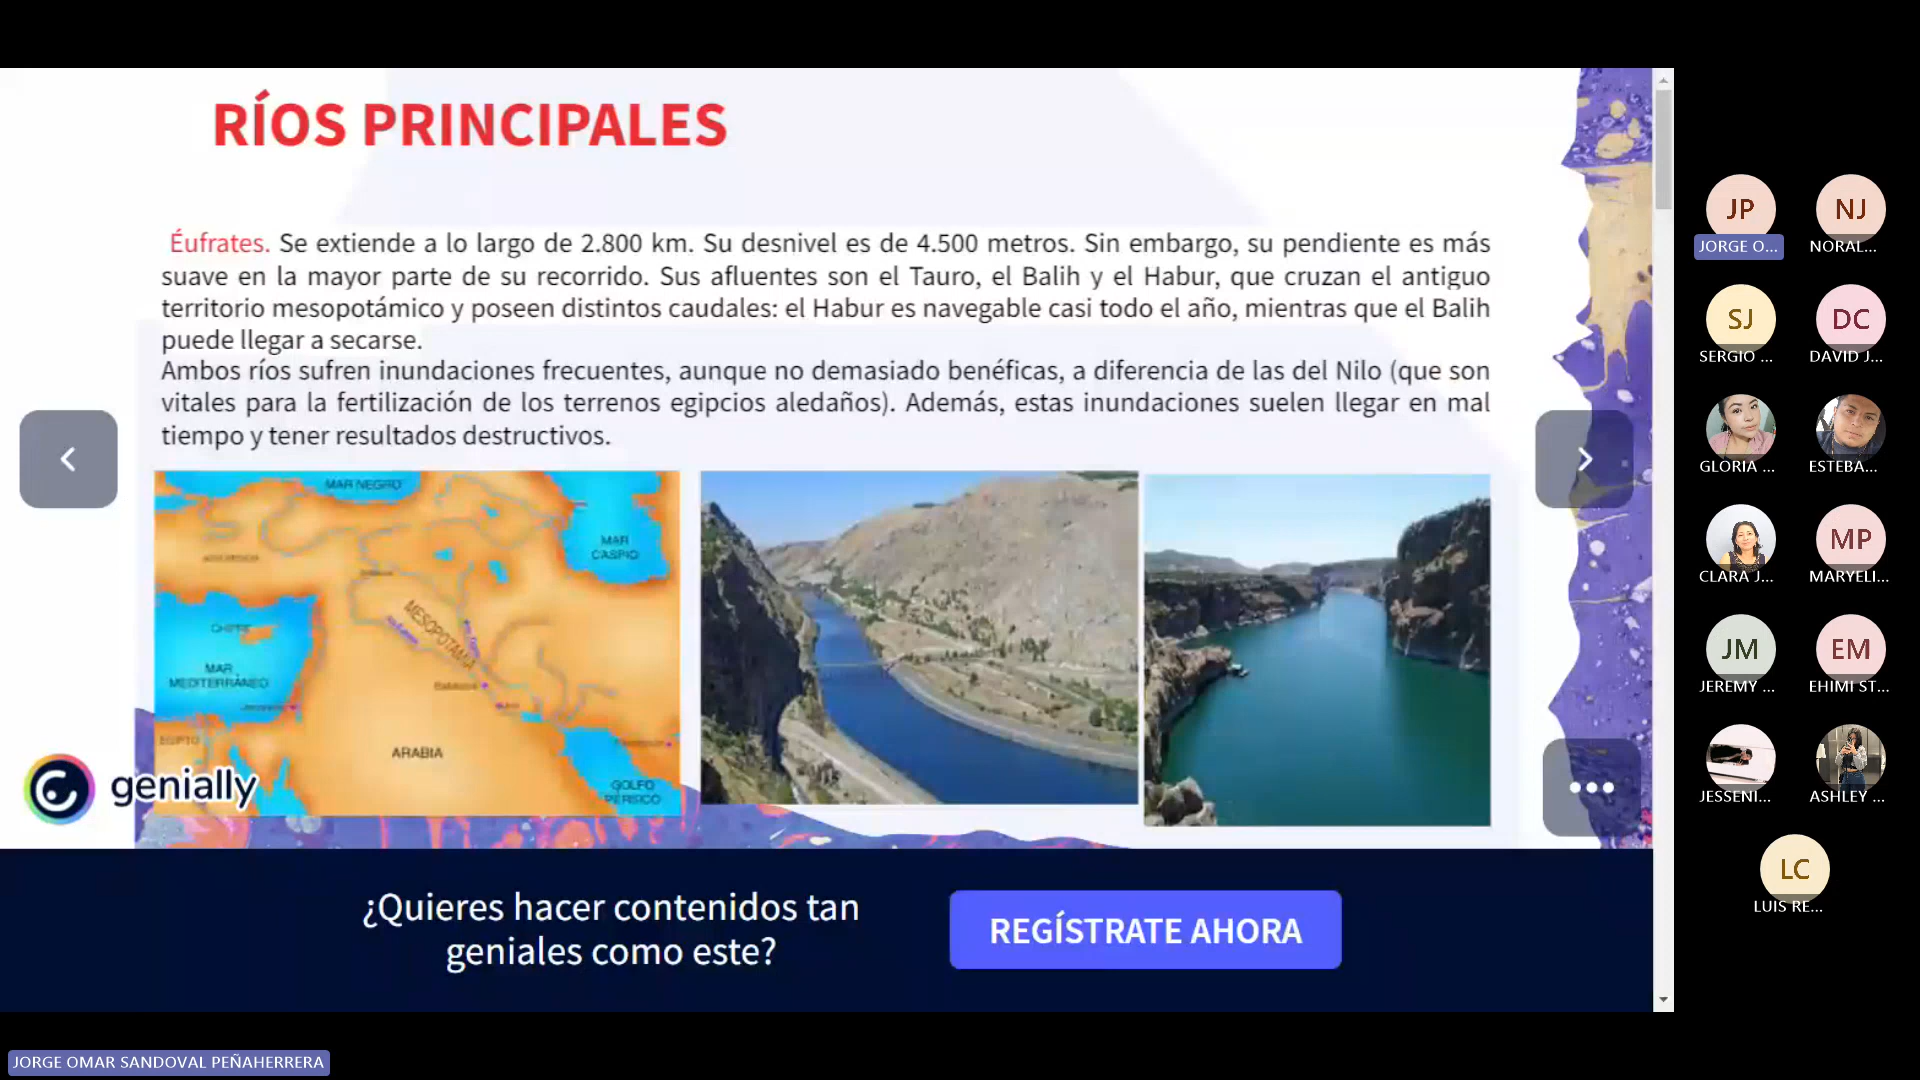 RÍOS PRINCIPALES
Éufrates. Se extiende a lo largo de 2.800 km. Su desnivel es de 4.500 metros. Sin embargo, su pendiente es más
suave en la mayor parte de su recorrido. Sus afluentes son el Tauro, el Balih y el Habur, que cruzan el antiguo
territorio mesopotámico y poseen distintos caudales: el Habur es navegable casi todo el año, mientras que el Balih
puede llegar a secarse.
Ambos ríos sufren inundaciones frecuentes, aunque no demasiado benéficas, a diferencia de las del Nilo (que son
vitales para la fertilización de los terrenos egipcios aledaños). Además, estas inundaciones suelen llegar en mal
tiempo y tener resultados destructivos.
MAR NEGRO
MAR
CASPIO
MESOPOTAMIA
CHIPRE
MAR
MEDITERRÁNEO
EGIPTO
ARABIA
GOLFO
PÉRSICO
genially
¿Quieres hacer contenidos tan
geniales como este?
REGÍSTRATE AHORA
JP
JORGE O...
NJ
NORAL...
SJ
SERGIO ...
DC
DAVID J...
GLORIA ...
ESTEBA...
CLARA J...
MP
MARYELI...
JM
JEREMY ...
EM
EHIMI ST...
JESSENI...
ASHLEY ...
LC
LUIS RE...
JORGE OMAR SANDOVAL PEÑAHERRERA